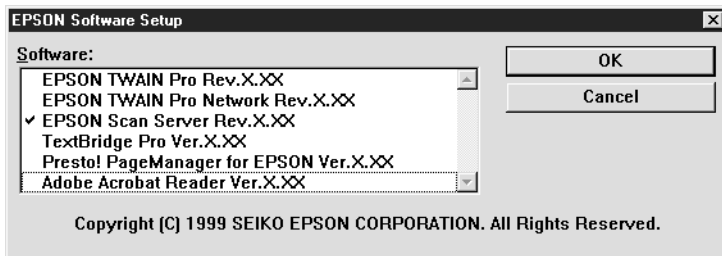 EPSON Software Setup
Software:
OK
EPSON TWAIN Pro Rev.X.XX
EPSON TWAIN Pro Network Rev.X.XX
Cancel
EPSON Scan Server Rev.X.XX
TextBridge Pro Ver.X.XX
Presto! PageManager for EPSON Ver.X.XX
Adobe Acrobat Reader Ver.X.XX
Copyright (C) 1999 SEIKO EPSON CORPORATION. All Rights Reserved.